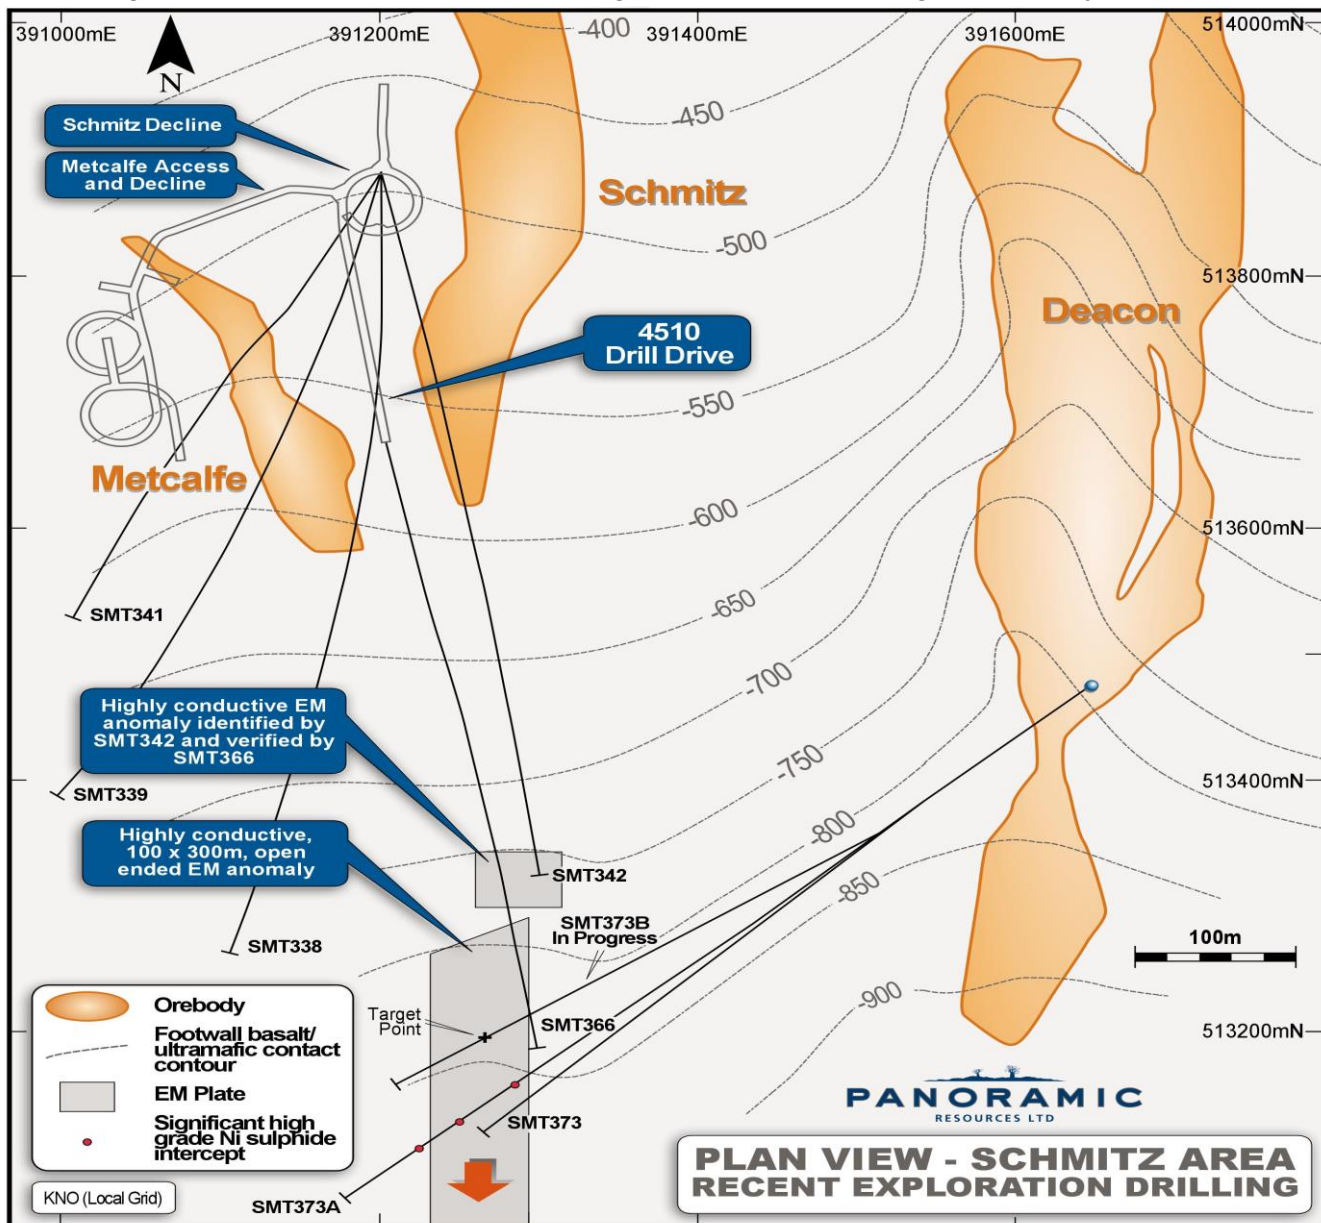 391000mE
391200mE
391400mE
391600mE
514000mN
-400
N
-450
Schmitz Decline
Metcalfe Access
and Decline
Schmitz
-500
513800mN
Deacon
4510
Drill Drive
-550
Metcalfe
-600
513600mN
SMT341
-650
-700
Highly conductive EM
anomaly identified by
SMT342 and verified by
SMT366
-750
513400mN
SMT339
-800
Highly conductive,
100 x 300m, open
ended EM anomaly
SMT342
-850
SMT373B
In Progress
SMT338
100m
-900
Orebody
Footwall basalt/
ultramafic contact
contour
EM Plate
Significant high
grade Ni sulphide
intercept
Target
Point
SMT366
513200mN
SMT373
PANORAMIC
RESOURCES LTD
PLAN VIEW - SCHMITZ AREA
RECENT EXPLORATION DRILLING
KNO (Local Grid)
SMT373A